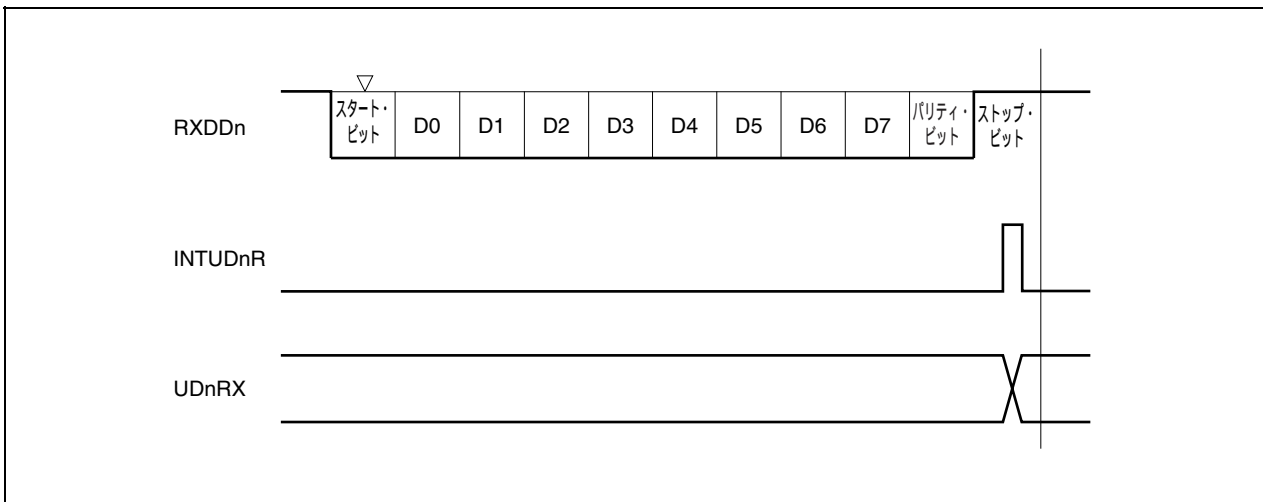 RXDDn
スタート・
ビット
D0
D1
D2
D3
D4
D5
D6
D7
パリティ・
ビット
ストップ・
ビット
INTUDnR
UDnRX